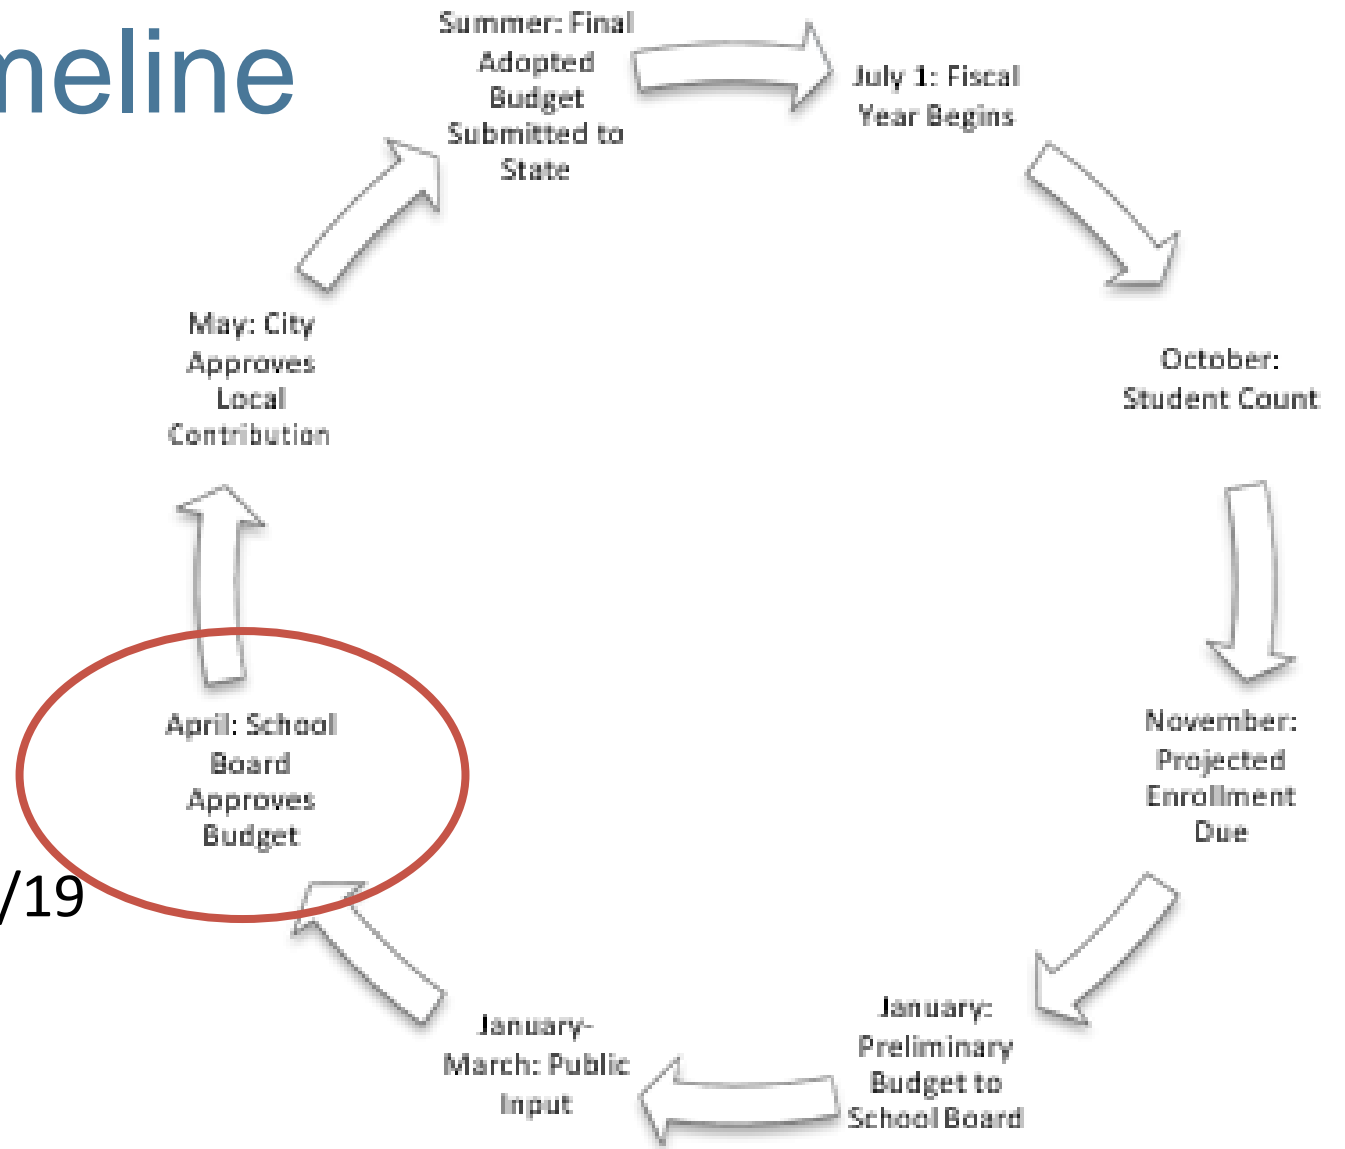 meline
Summer: Final
Adopted
Budget
Submitted to
State
July 1: Fiscal
Year Begins
October:
Student Count
November:
Projected
Enrollment
Due
January:
Preliminary
Budget to
School Board
January-
March: Public
Input
April: School
Board
Approves
Budget
/19
May: City
Approves
Local
Contribution